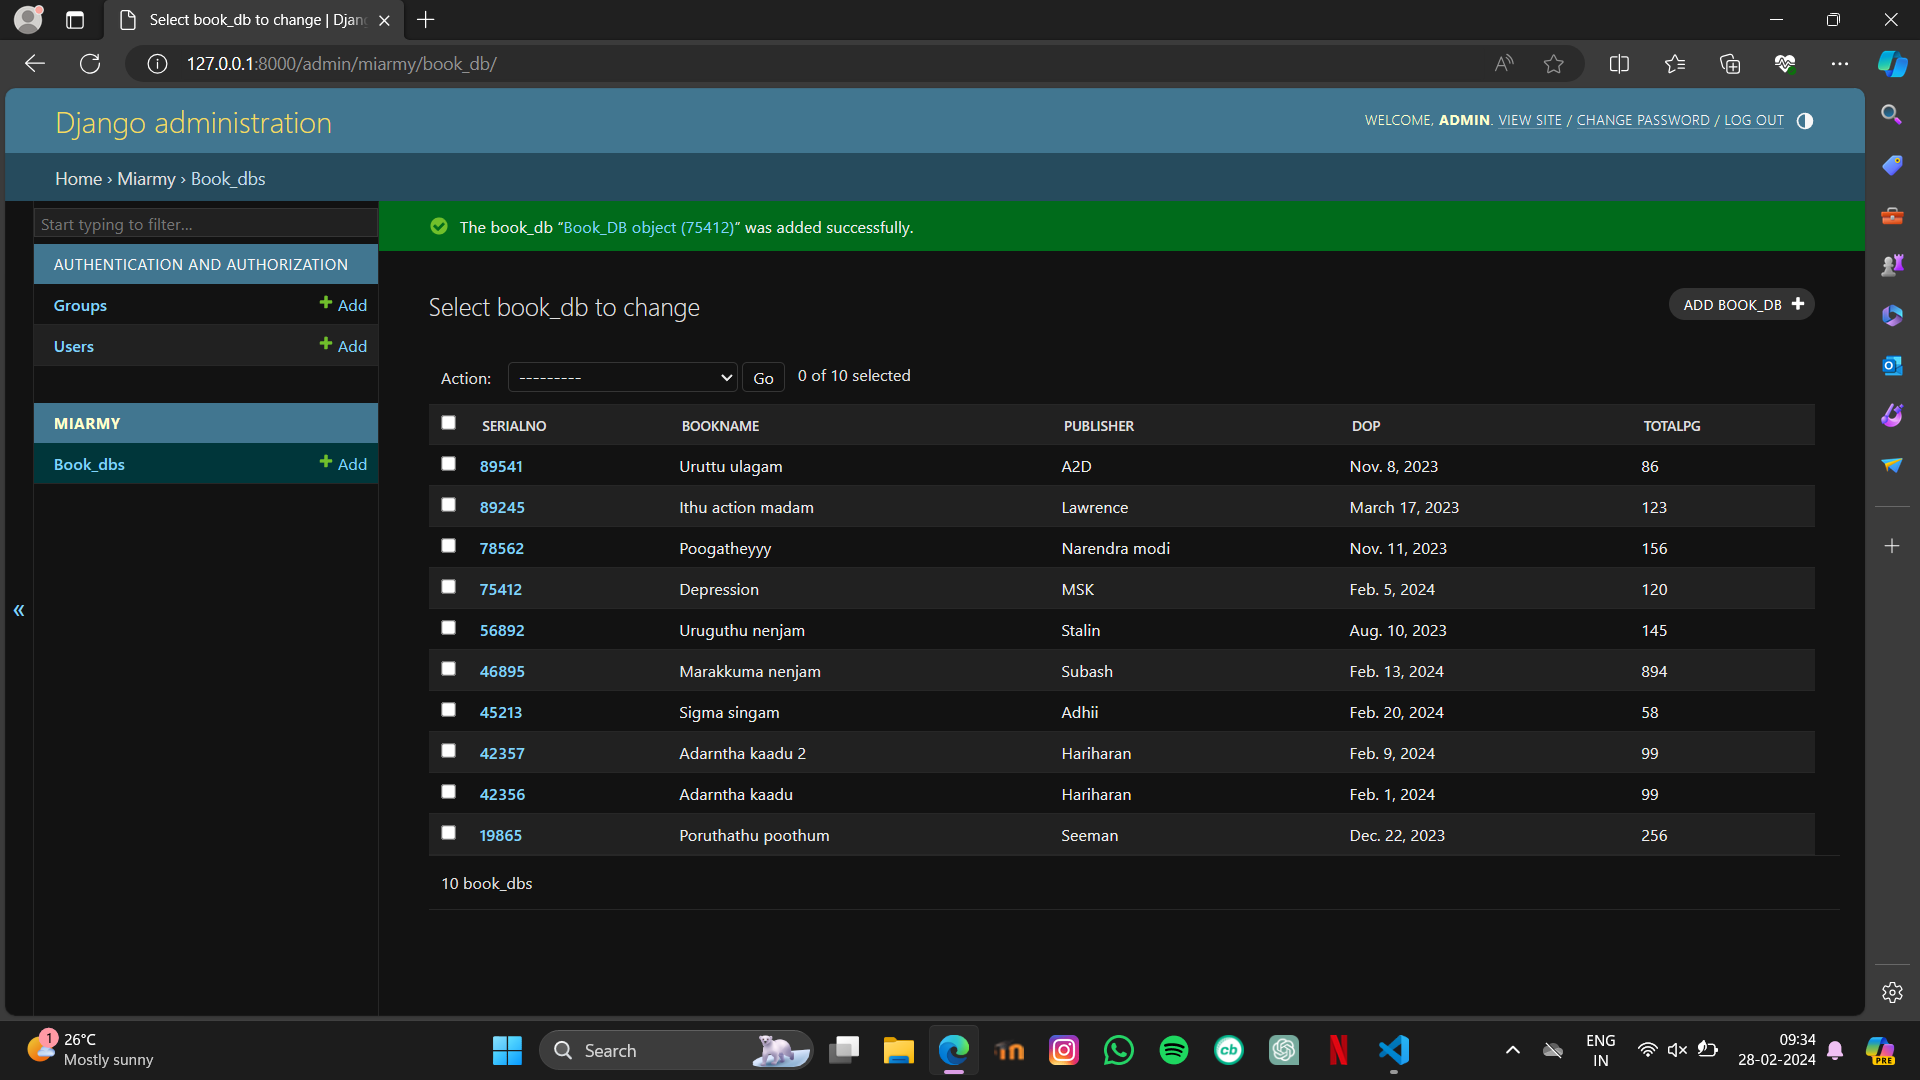 Select book_db to change | Djan
127.0.0.1:8000/admin/miarmy/book_db/
Django administration
WELCOME, ADMIN. VIEW SITE / CHANGE PASSWORD / LOG OUT
Home › Miarmy › Book_dbs
Start typing to filter...
AUTHENTICATION AND AUTHORIZATION
Groups Add
Users Add
MIARMY
Book_dbs Add
«
The book_db “Book_DB object (75412)” was added successfully.
Select book_db to change
ADD BOOK_DB
Action: --------- Go 0 of 10 selected
SERIALNO BOOKNAME PUBLISHER DOP TOTALPG
89541 Uruttu ulagam A2D Nov. 8, 2023 86
89245 Ithu action madam Lawrence March 17, 2023 123
78562 Poogatheyyy Narendra modi Nov. 11, 2023 156
75412 Depression MSK Feb. 5, 2024 120
56892 Uruguthu nenjam Stalin Aug. 10, 2023 145
46895 Marakkuma nenjam Subash Feb. 13, 2024 894
45213 Sigma singam Adhii Feb. 20, 2024 58
42357 Adarntha kaadu 2 Hariharan Feb. 9, 2024 99
42356 Adarntha kaadu Hariharan Feb. 1, 2024 99
19865 Poruthathu poothum Seeman Dec. 22, 2023 256
10 book_dbs
1
26°C
Mostly sunny
Search
cb
ENG
IN
09:34
28-02-2024
PRE